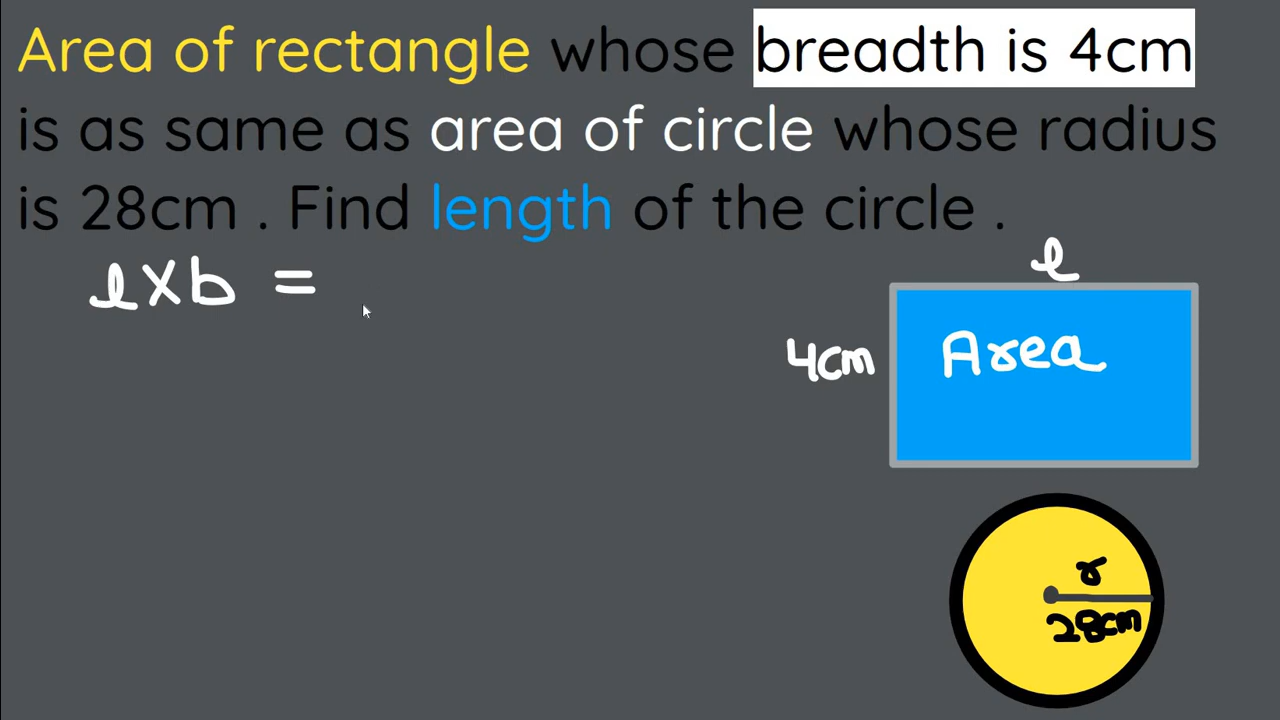 Area of rectangle whose breadth is 4cm
is as same as area of circle whose radius
is 28cm . Find length of the circle .
l
l×b =
4cm
Area
r
28cm